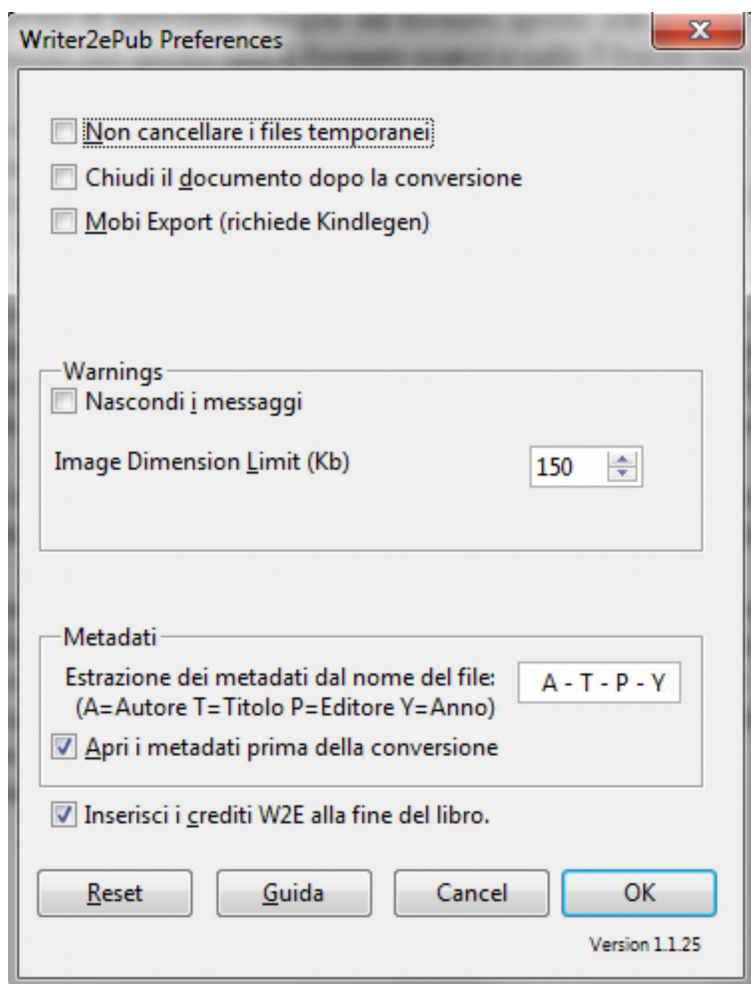 Writer2ePub Preferences
Non cancellare i files temporanei
Chiudi il documento dopo la conversione
Mobi Export (richiede Kindlegen)
Warnings
Nascondi i messaggi
Image Dimension Limit (Kb)
150
Metadati
Estrazione dei metadati dal nome del file:
A - T - P - Y
(A=Autore T=Titolo P=Editore Y=Anno)
Apri i metadati prima della conversione
Inserisci i crediti W2E alla fine del libro.
Reset
Guida
Cancel
OK
Version 1.1.25